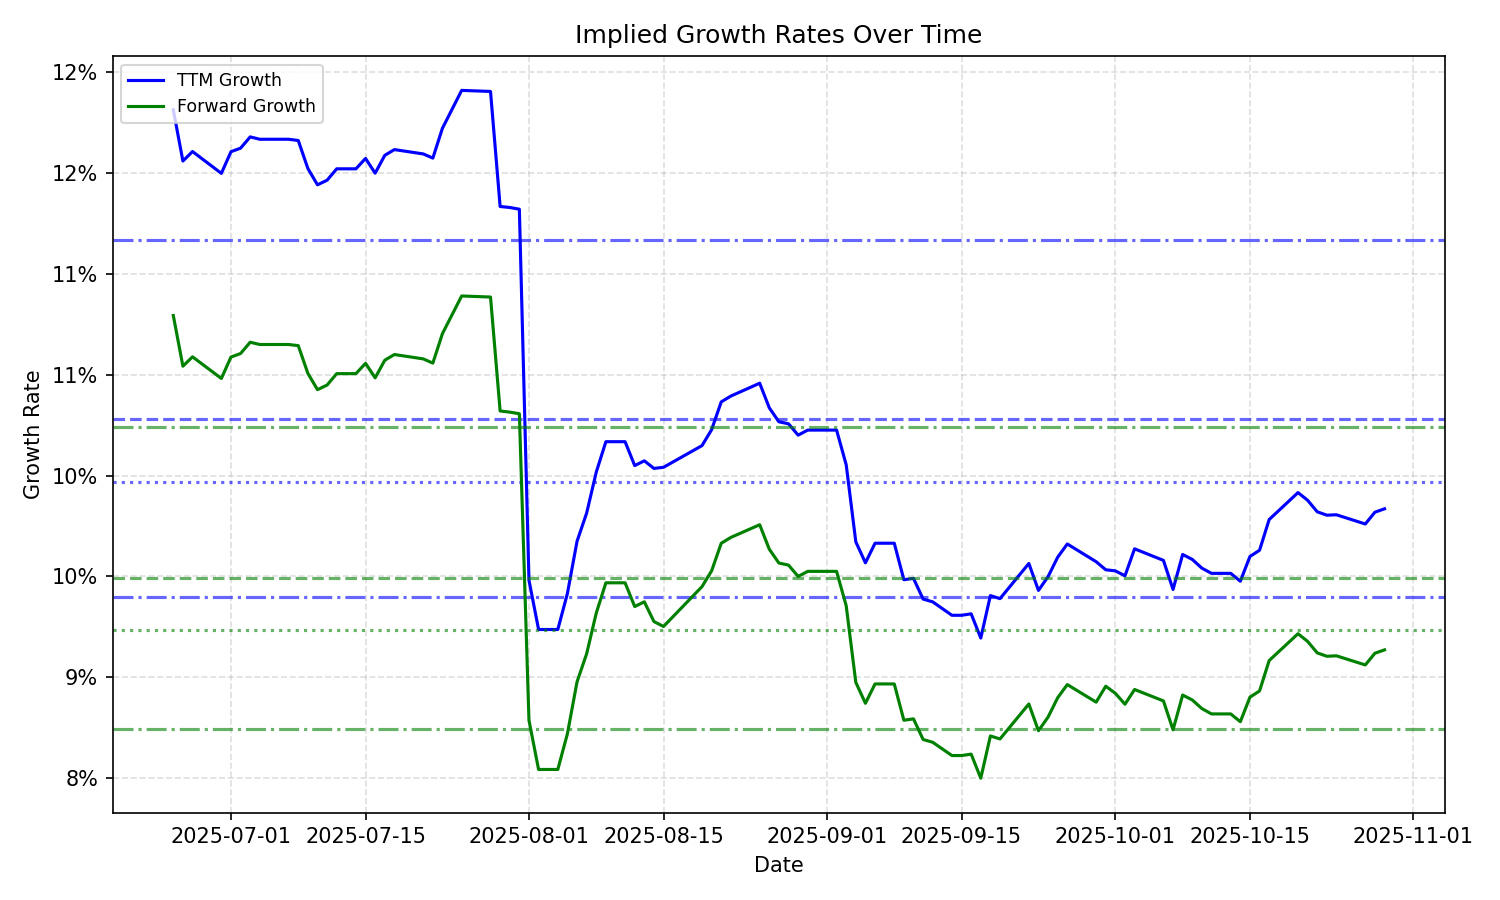 Implied Growth Rates Over Time
TTM Growth
Forward Growth
12%
12%
11%
11%
10%
10%
9%
8%
Growth Rate
2025-07-01 2025-07-15 2025-08-01 2025-08-15 2025-09-01 2025-09-15 2025-10-01 2025-10-15 2025-11-01
Date